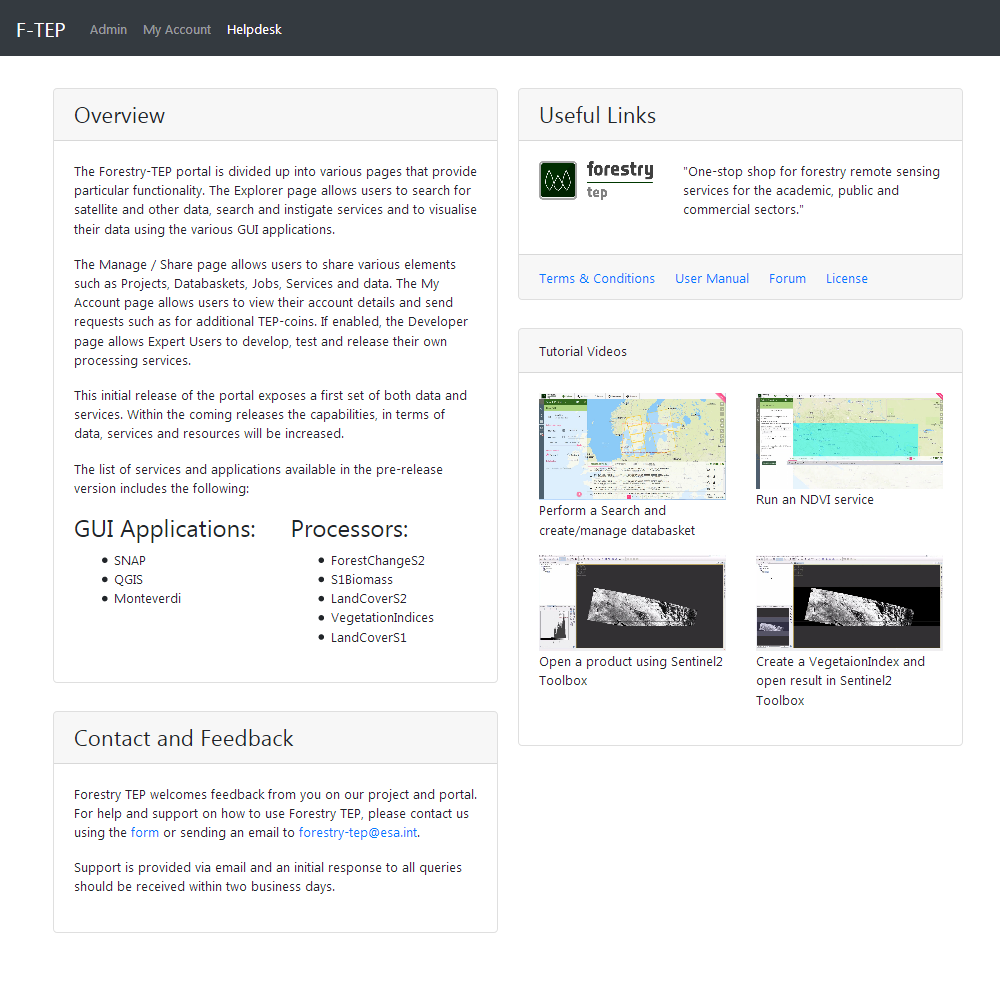 F-TEP Admin My Account Helpdesk
Overview
The Forestry-TEP portal is divided up into various pages that provide
particular functionality. The Explorer page allows users to search for
satellite and other data, search and instigate services and to visualise
their data using the various GUI applications.
The Manage / Share page allows users to share various elements
such as Projects, Databaskets, Jobs, Services and data. The My
Account page allows users to view their account details and send
requests such as for additional TEP-coins. If enabled, the Developer
page allows Expert Users to develop, test and release their own
processing services.
This initial release of the portal exposes a first set of both data and
services. Within the coming releases the capabilities, in terms of
data, services and resources will be increased.
The list of services and applications available in the pre-release
version includes the following:
GUI Applications:
SNAP
QGIS
Monteverdi
Processors:
ForestChangeS2
S1Biomass
LandCoverS2
VegetationIndices
LandCoverS1
Contact and Feedback
Forestry TEP welcomes feedback from you on our project and portal.
For help and support on how to use Forestry TEP, please contact us
using the form or sending an email to forestry-tep@esa.int.
Support is provided via email and an initial response to all queries
should be received within two business days.
Useful Links
forestry
tep
"One-stop shop for forestry remote sensing
services for the academic, public and
commercial sectors."
Terms & Conditions User Manual Forum License
Tutorial Videos
Perform a Search and
create/manage databasket
Run an NDVI service
Open a product using Sentinel2
Toolbox
Create a VegetaionIndex and
open result in Sentinel2
Toolbox